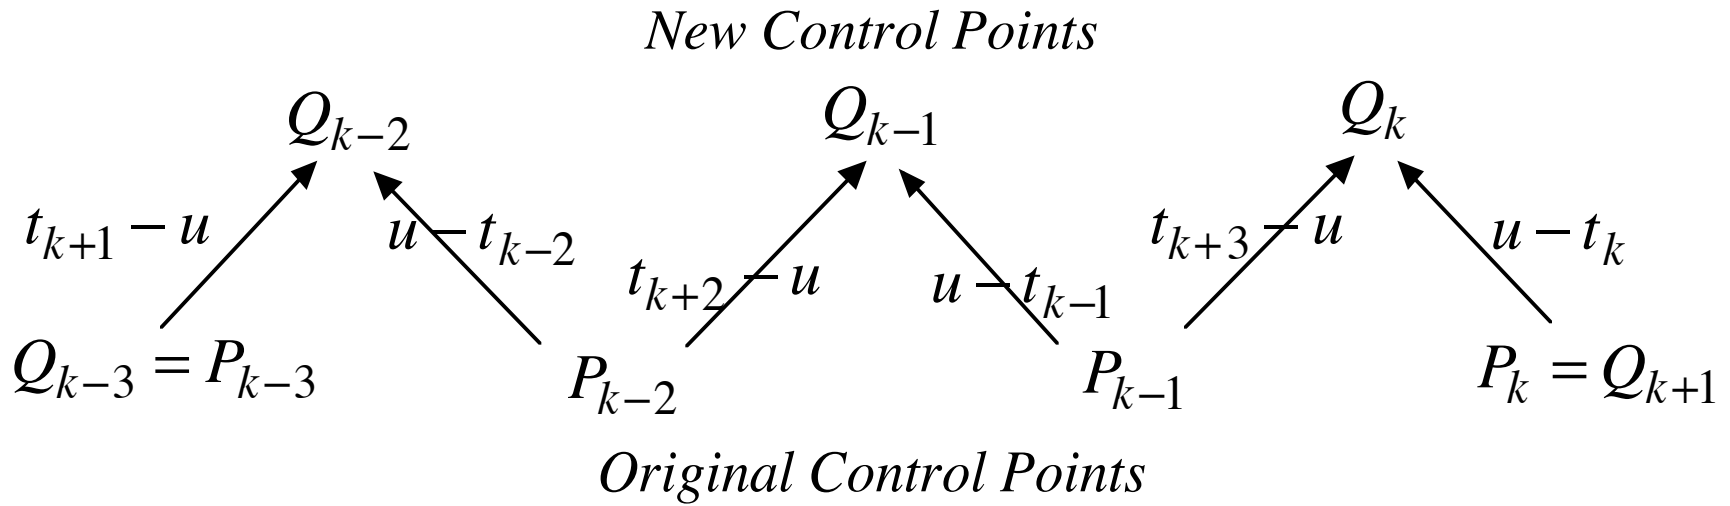 New Control Points
Q_{k−2} Q_{k−1} Q_k
t_{k+1} − u u − t_{k−2} t_{k+2} − u u − t_{k−1} t_{k+3} − u u − t_k
Q_{k−3} = P_{k−3} P_{k−2} P_{k−1} P_k = Q_{k+1}
Original Control Points